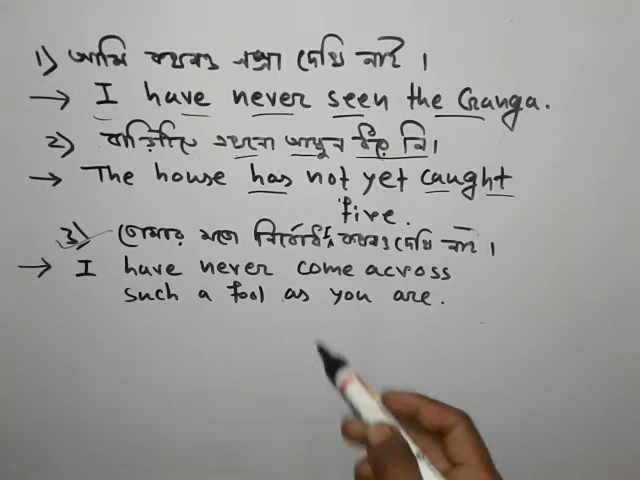 1) আমি কখনও গঙ্গা দেখি নাই।
→ I have never seen the Ganga.
2) বাড়িটিতে এখনো আগুন ধরে নি।
→ The house has not yet caught
fire.
3) তোমার মতো নির্বোধ কখনও দেখি নাই।
→ I have never come across
such a fool as you are.